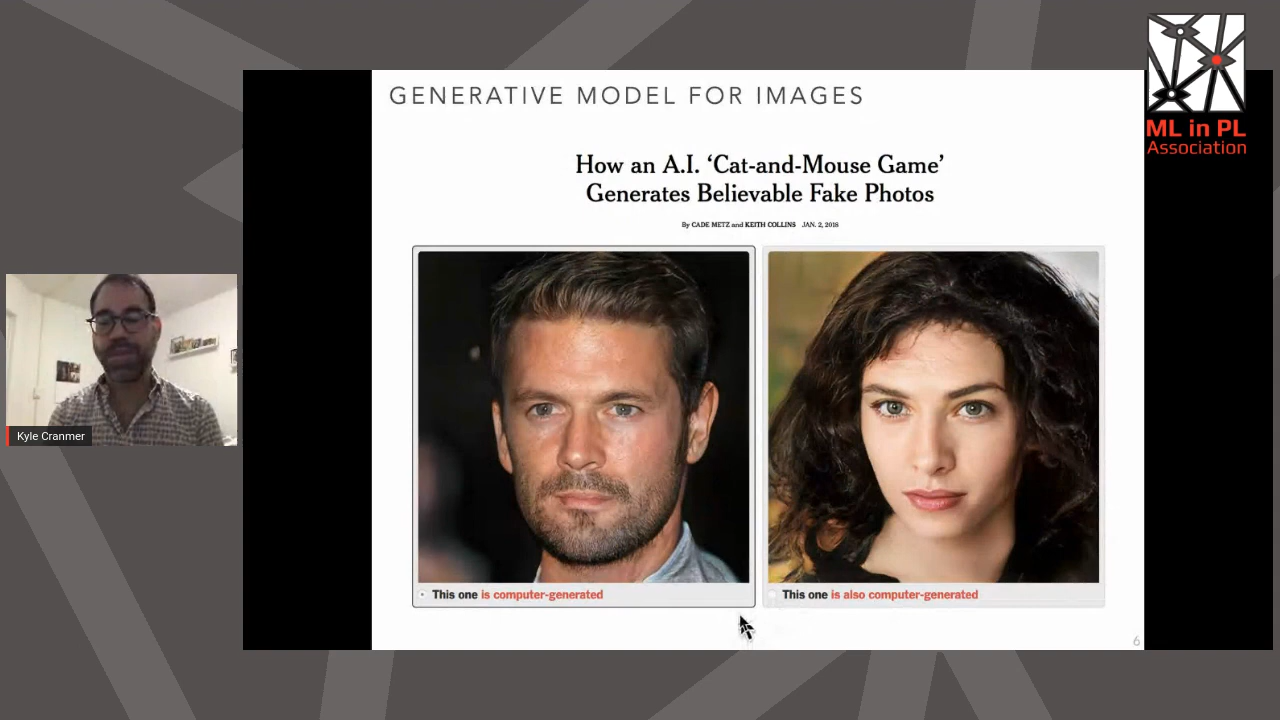 GENERATIVE MODEL FOR IMAGES
How an A.I. ‘Cat-and-Mouse Game’
Generates Believable Fake Photos
By CADE METZ and KEITH COLLINS JAN. 2, 2018
This one is computer-generated
This one is also computer-generated
6
Kyle Cranmer
ML in PL
Association